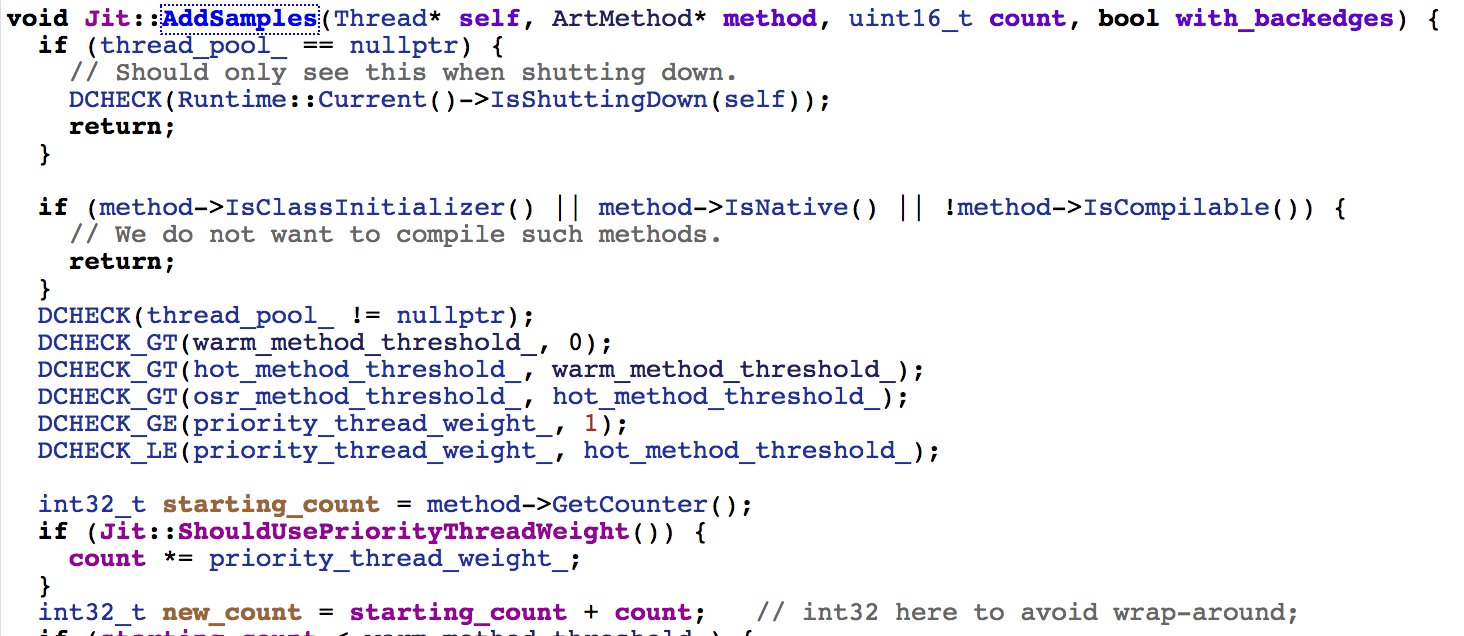 void Jit::AddSamples(Thread* self, ArtMethod* method, uint16_t count, bool with_backedges) {
  if (thread_pool_ == nullptr) {
    // Should only see this when shutting down.
    DCHECK(Runtime::Current()->IsShuttingDown(self));
    return;
  }

  if (method->IsClassInitializer() || method->IsNative() || !method->IsCompilable()) {
    // We do not want to compile such methods.
    return;
  }
  DCHECK(thread_pool_ != nullptr);
  DCHECK_GT(warm_method_threshold_, 0);
  DCHECK_GT(hot_method_threshold_, warm_method_threshold_);
  DCHECK_GT(osr_method_threshold_, hot_method_threshold_);
  DCHECK_GE(priority_thread_weight_, 1);
  DCHECK_LE(priority_thread_weight_, hot_method_threshold_);

  int32_t starting_count = method->GetCounter();
  if (Jit::ShouldUsePriorityThreadWeight()) {
    count *= priority_thread_weight_;
  }
  int32_t new_count = starting_count + count;   // int32 here to avoid wrap-around;
  if (starting_count < warm_method_threshold_) {